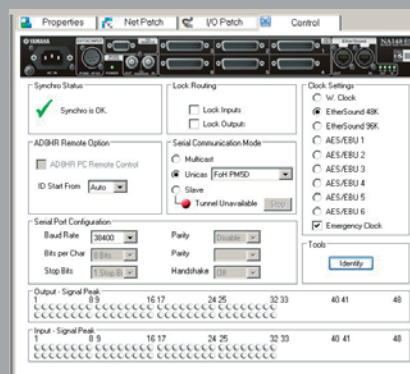 Properties
Net Patch
I/O Patch
Control
YAMAHA
EtherSound
Synchro Status
Synchro is OK.
Lock Routing
Lock Inputs
Lock Outputs
Clock Settings
W. Clock
EtherSound 48K
EtherSound 96K
AES/EBU 1
AES/EBU 2
AES/EBU 3
AES/EBU 4
AES/EBU 5
AES/EBU 6
Emergency Clock
AD8HR Remote Option
AD8HR PC Remote Control
ID Start From Auto
Serial Communication Mode
Multicast
Unicas FoH PM5D
Slave
Tunnel Unavailable Stop
Serial Port Configuration
Baud Rate 38400 Parity Disable
Bits per Char 8 Bits Parity
Stop Bits 1 Stop Bi Handshake Off
Tools
Identify
Output - Signal Peak
1 8 9 16 17 24 25 32 33 40 41 48
Input - Signal Peak
1 8 9 16 17 24 25 32 33 40 41 48